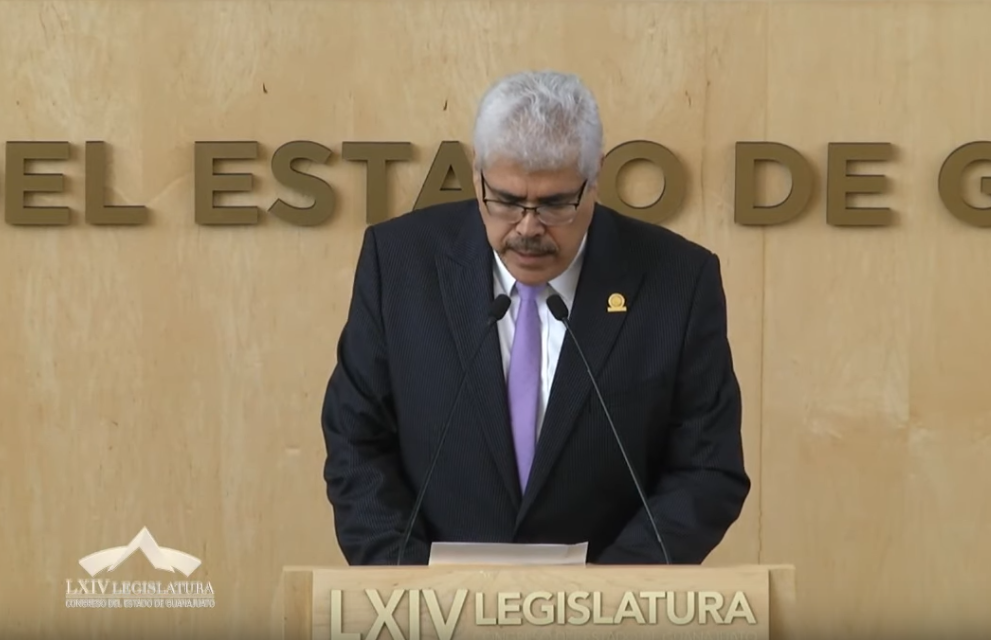 EL ESTADO DE G
LXIV LEGISLATURA
CONGRESO DEL ESTADO DE GUANAJUATO
LXIV LEGISLATURA